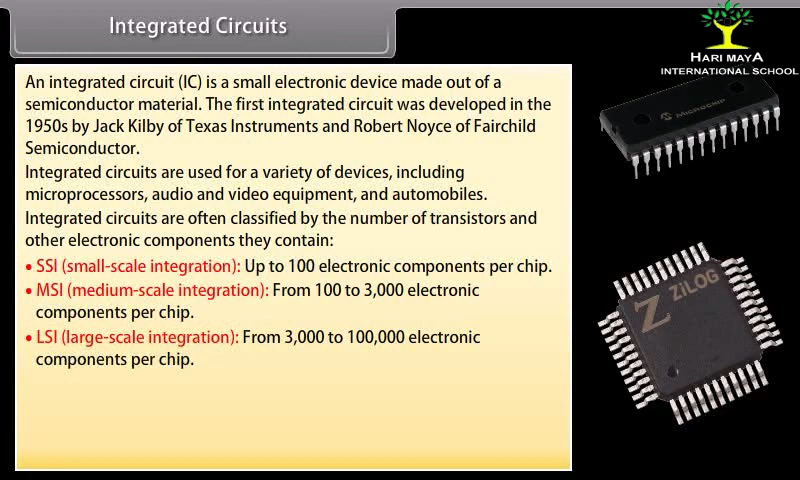 Integrated Circuits
HARI MAYA
INTERNATIONAL SCHOOL
An integrated circuit (IC) is a small electronic device made out of a
semiconductor material. The first integrated circuit was developed in the
1950s by Jack Kilby of Texas Instruments and Robert Noyce of Fairchild
Semiconductor.
Integrated circuits are used for a variety of devices, including
microprocessors, audio and video equipment, and automobiles.
Integrated circuits are often classified by the number of transistors and
other electronic components they contain:
• SSI (small-scale integration): Up to 100 electronic components per chip.
• MSI (medium-scale integration): From 100 to 3,000 electronic
components per chip.
• LSI (large-scale integration): From 3,000 to 100,000 electronic
components per chip.
MICROCHIP
Z ZiLOG